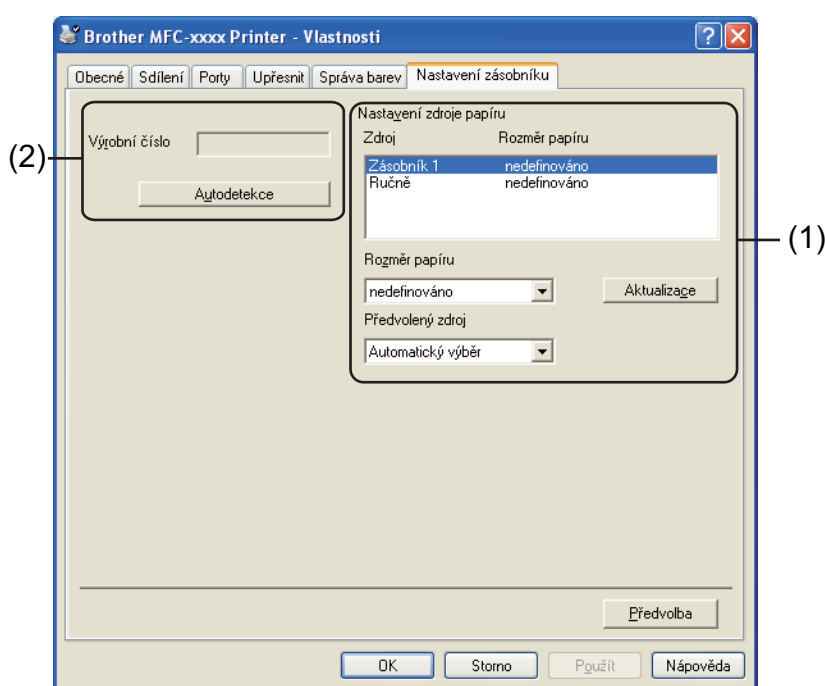 Brother MFC-xxxx Printer - Vlastnosti
Obecné Sdílení Porty Upřesnit Správa barev Nastavení zásobníku
(2)
Výrobní číslo
Autodetekce
Nastavení zdroje papíru
Zdroj Rozměr papíru
Zásobník 1 nedefinováno
Ručně nedefinováno
(1)
Rozměr papíru
nedefinováno Aktualizace
Předvolený zdroj
Automatický výběr
Předvolba
OK Storno Použít Nápověda